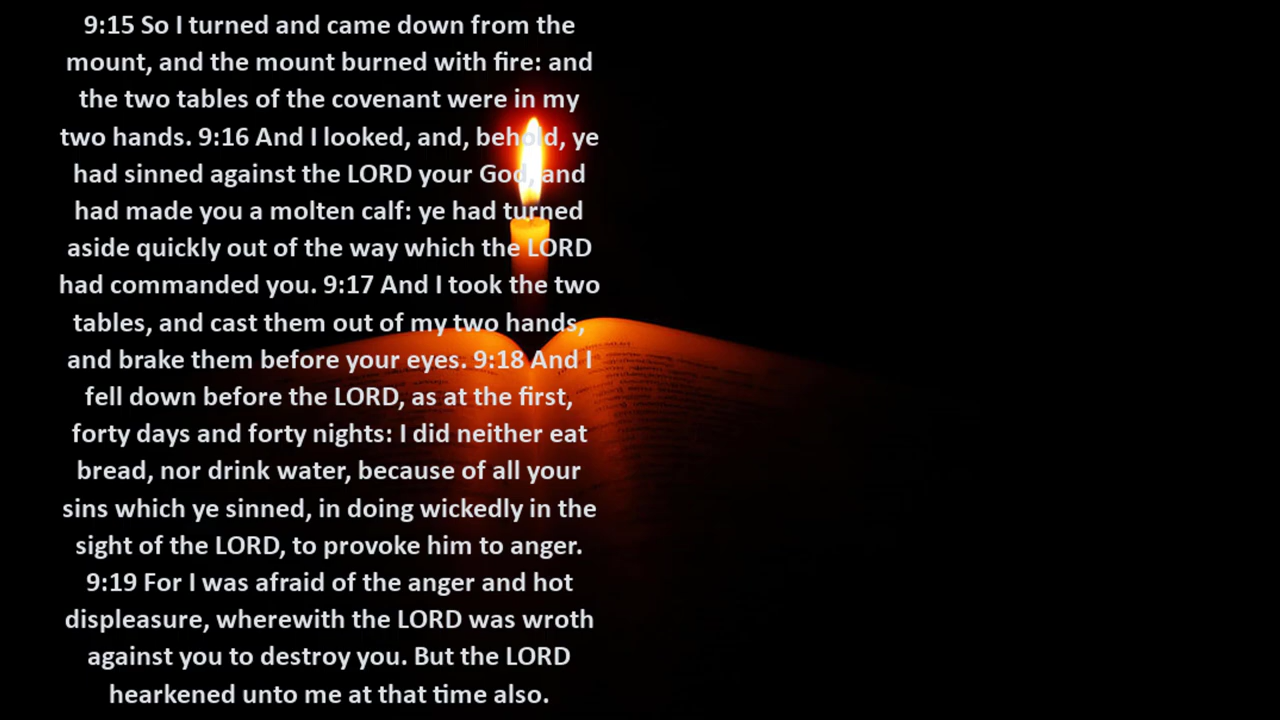 9:15 So I turned and came down from the
mount, and the mount burned with fire: and
the two tables of the covenant were in my
two hands. 9:16 And I looked, and, behold, ye
had sinned against the LORD your God, and
had made you a molten calf: ye had turned
aside quickly out of the way which the LORD
had commanded you. 9:17 And I took the two
tables, and cast them out of my two hands,
and brake them before your eyes. 9:18 And I
fell down before the LORD, as at the first,
forty days and forty nights: I did neither eat
bread, nor drink water, because of all your
sins which ye sinned, in doing wickedly in the
sight of the LORD, to provoke him to anger.
9:19 For I was afraid of the anger and hot
displeasure, wherewith the LORD was wroth
against you to destroy you. But the LORD
hearkened unto me at that time also.